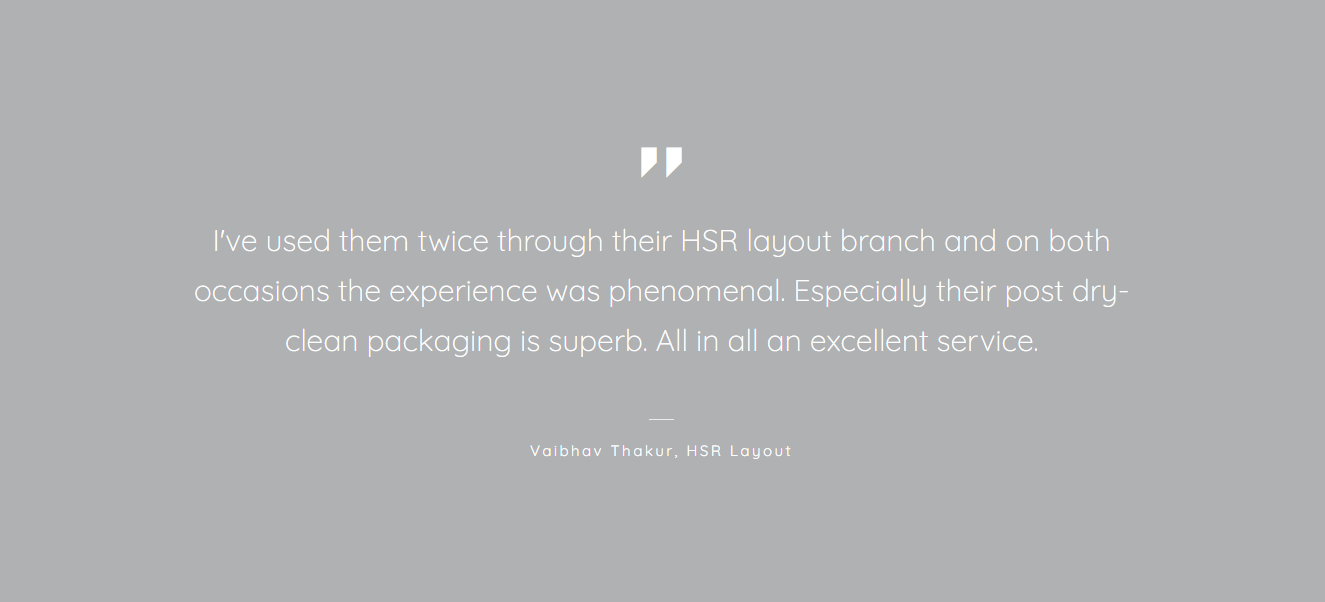 ”
I've used them twice through their HSR layout branch and on both
occasions the experience was phenomenal. Especially their post dry-
clean packaging is superb. All in all an excellent service.
Vaibhav Thakur, HSR Layout